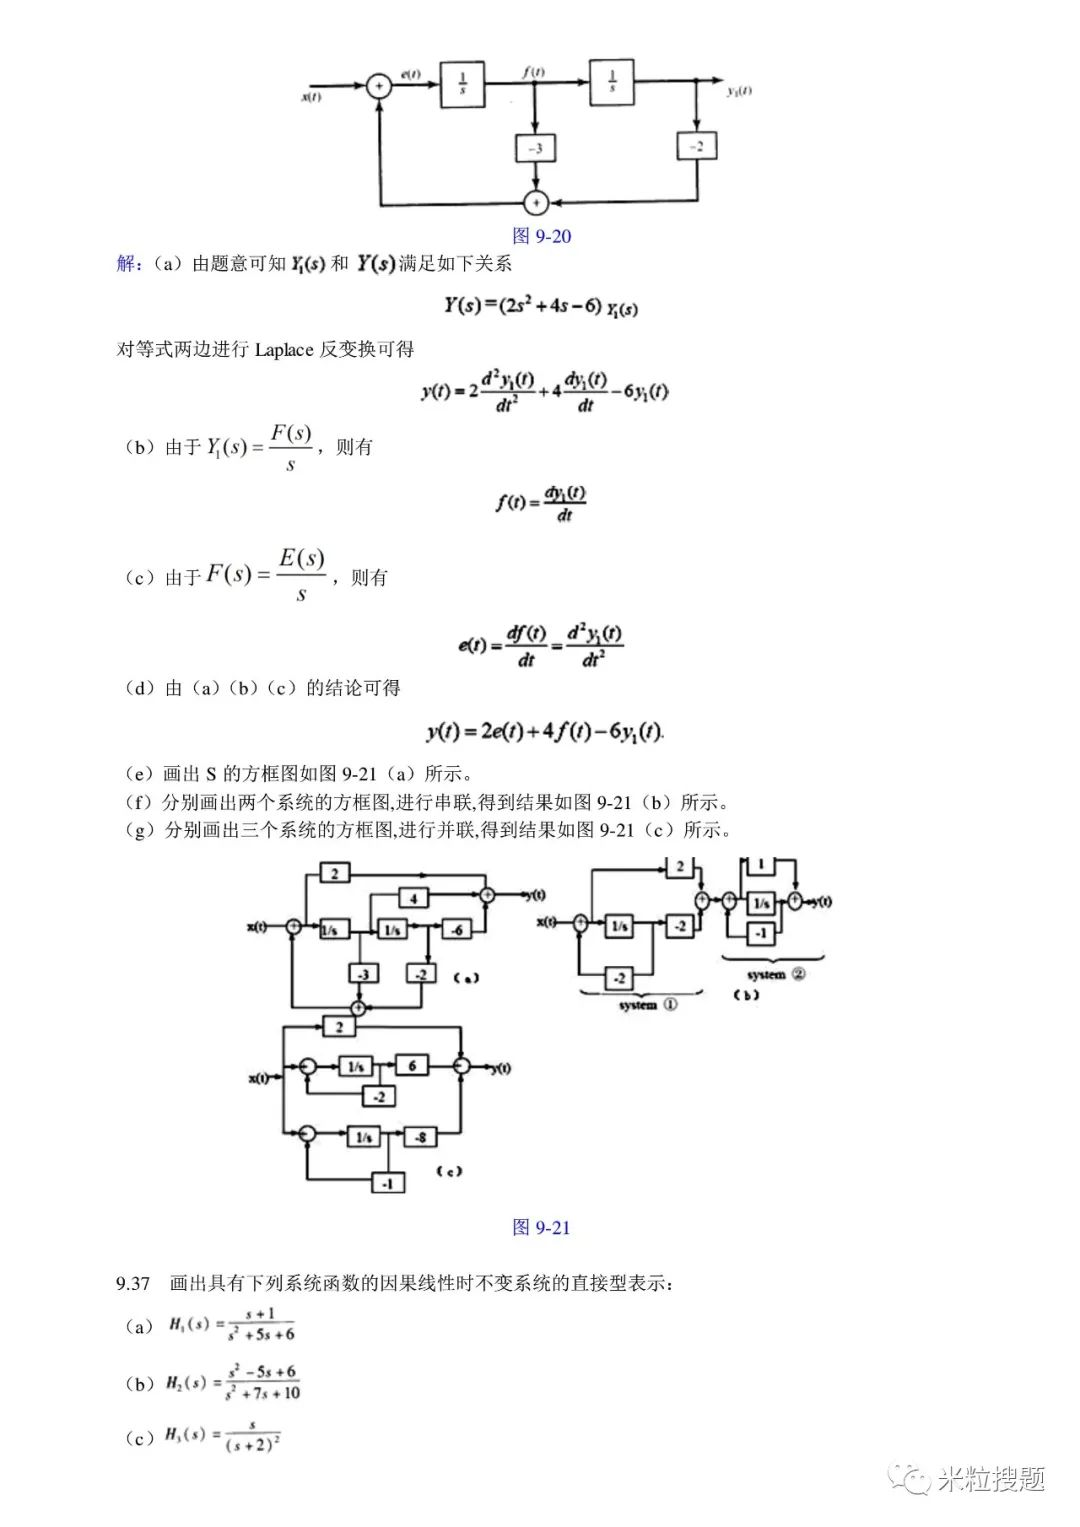 x(t)
+
e(t)
1/s
f(t)
1/s
y₁(t)
-3
-2
+
图 9-20
解:（a）由题意可知 Y₁(s) 和 Y(s) 满足如下关系
Y(s)=(2s²+4s-6) Y₁(s)
对等式两边进行 Laplace 反变换可得
y(t)=2 d²y₁(t)/dt² +4 dy₁(t)/dt -6y₁(t)
（b）由于 Y₁(s) = F(s)/s ，则有
f(t)= dy₁(t)/dt
（c）由于 F(s) = E(s)/s ，则有
e(t)= df(t)/dt = d²y₁(t)/dt²
（d）由（a）（b）（c）的结论可得
y(t)=2e(t)+4f(t)-6y₁(t).
（e）画出 S 的方框图如图 9-21（a）所示。
（f）分别画出两个系统的方框图,进行串联,得到结果如图 9-21（b）所示。
（g）分别画出三个系统的方框图,进行并联,得到结果如图 9-21（c）所示。
2
4
y(t)
x(t)
+
1/s
1/s
-6
-3
-2
+
（a）
2
1
x(t)
+
1/s
-2
+
+
1/s
+
y(t)
-1
-2
system ①
system ②
（b）
2
x(t)
1/s
6
y(t)
-2
1/s
-8
-1
（c）
图 9-21
9.37 画出具有下列系统函数的因果线性时不变系统的直接型表示:
（a） H₁(s) = (s+1)/(s²+5s+6)
（b） H₂(s) = (s²-5s+6)/(s²+7s+10)
（c） H₃(s) = s/(s+2)²
米粒搜题